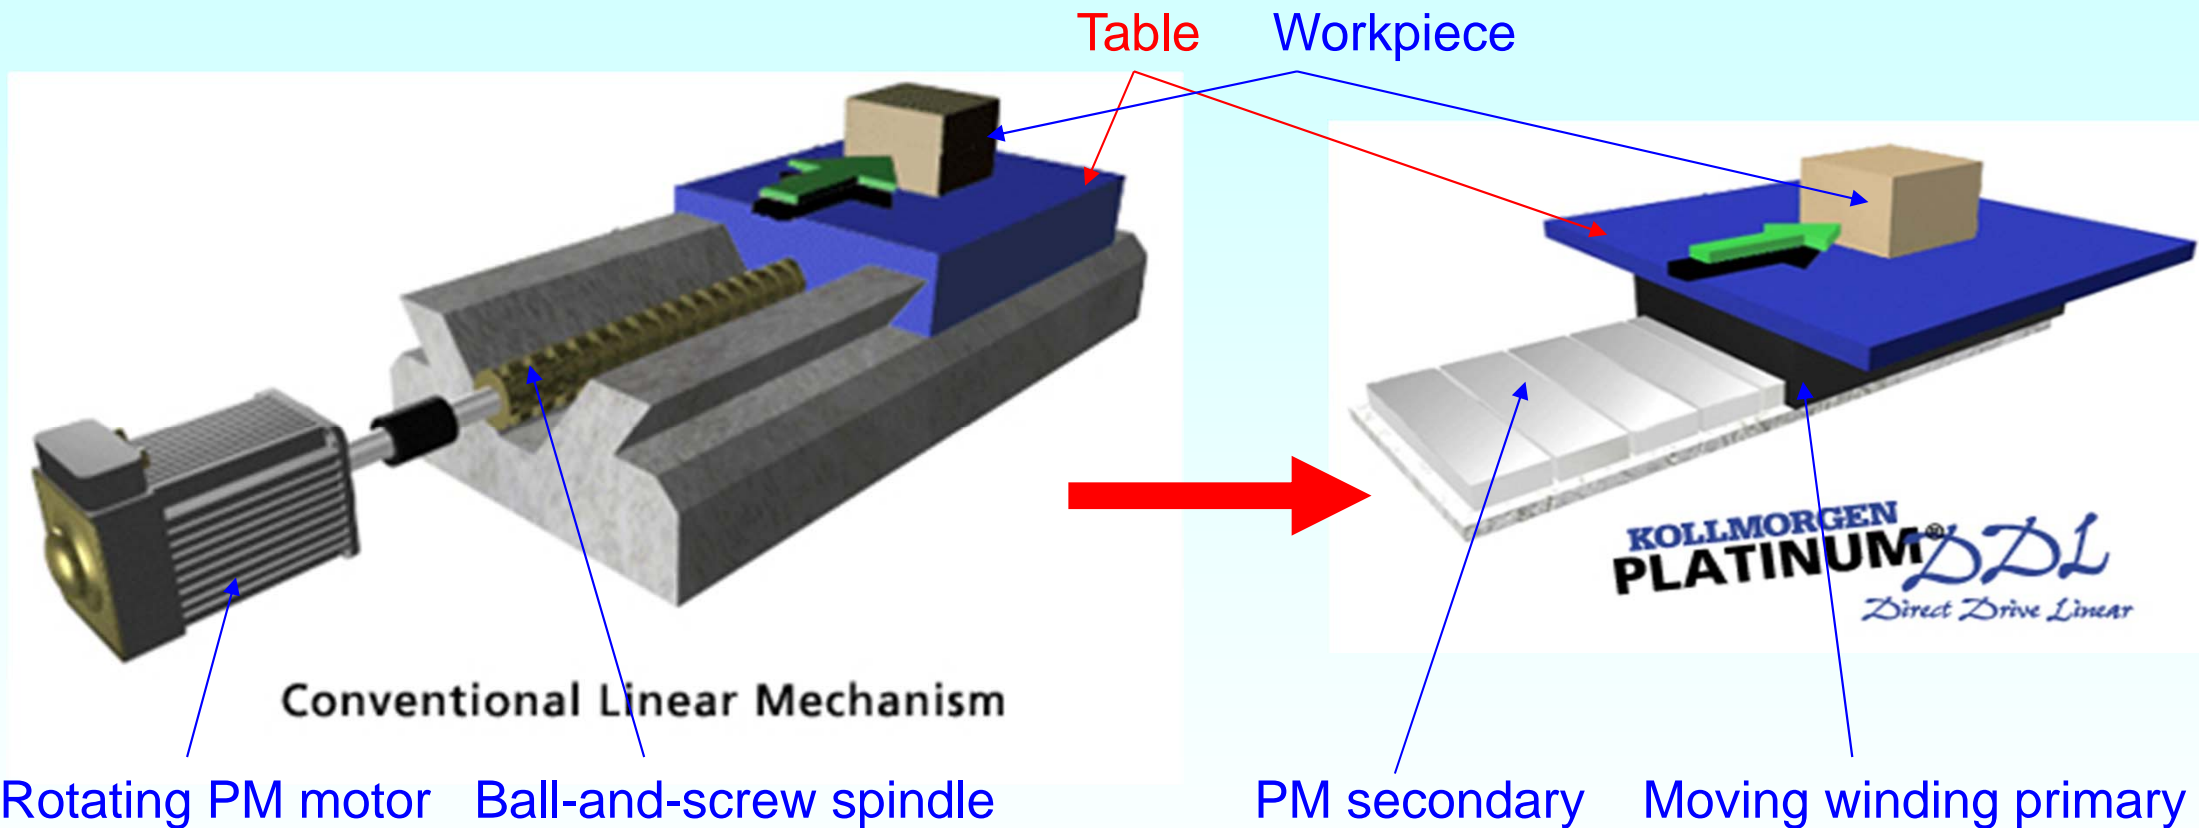 Table Workpiece
KOLLMORGEN
PLATINUM® DDL
Direct Drive Linear
Conventional Linear Mechanism
Rotating PM motor Ball-and-screw spindle PM secondary Moving winding primary